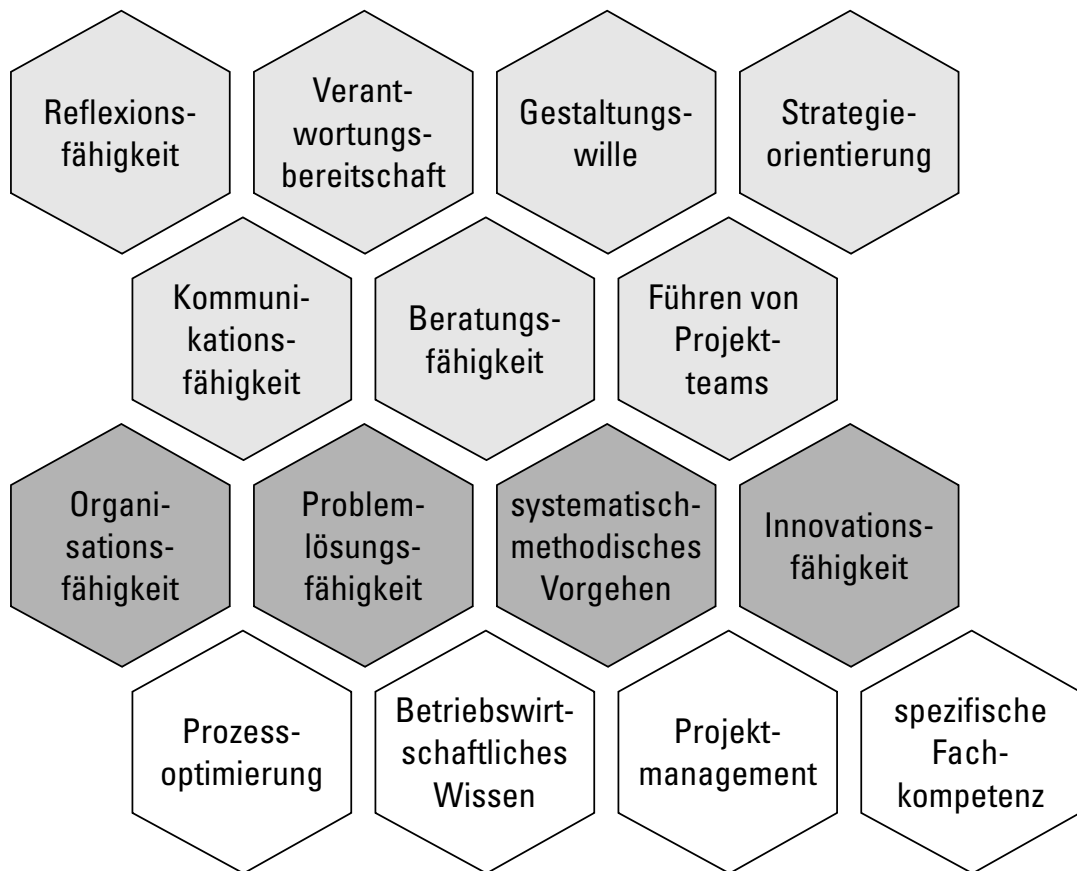 Reflexions-
fähigkeit
Verant-
wortungs-
bereitschaft
Gestaltungs-
wille
Strategie-
orientierung
Kommuni-
kations-
fähigkeit
Beratungs-
fähigkeit
Führen von
Projekt-
teams
Organi-
sations-
fähigkeit
Problem-
lösungs-
fähigkeit
systematisch-
methodisches
Vorgehen
Innovations-
fähigkeit
Prozess-
optimierung
Betriebswirt-
schaftliches
Wissen
Projekt-
management
spezifische
Fach-
kompetenz